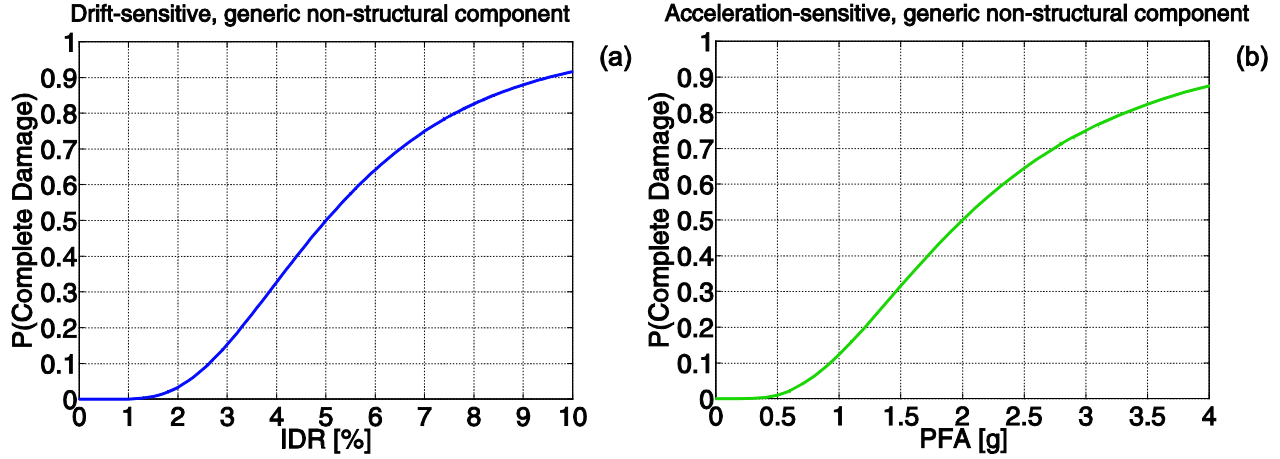 Drift-sensitive, generic non-structural component
(a)
P(Complete Damage)
1
0.9
0.8
0.7
0.6
0.5
0.4
0.3
0.2
0.1
0
0 1 2 3 4 5 6 7 8 9 10
IDR [%]
Acceleration-sensitive, generic non-structural component
(b)
P(Complete Damage)
1
0.9
0.8
0.7
0.6
0.5
0.4
0.3
0.2
0.1
0
0 0.5 1 1.5 2 2.5 3 3.5 4
PFA [g]